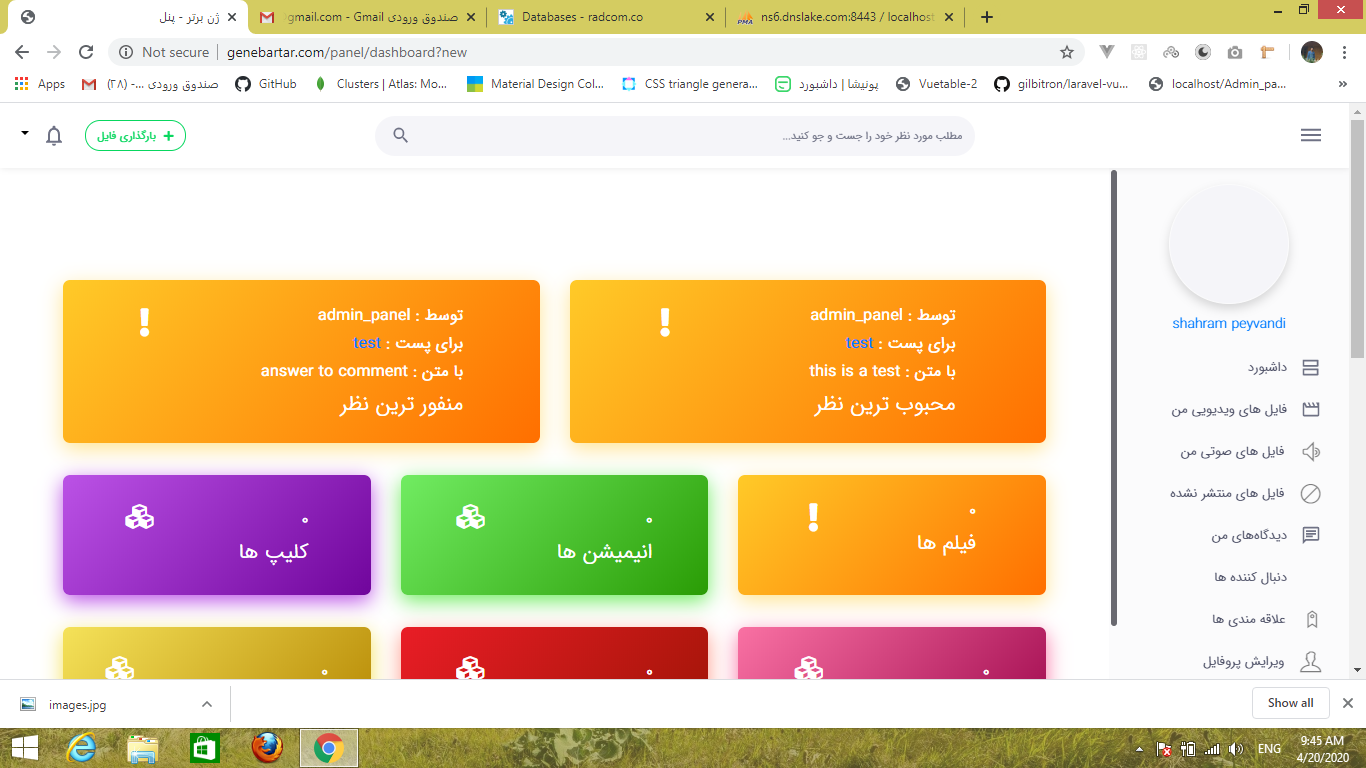 ژن برتر - پنل
gmail.com - Gmail صندوق ورودی
Databases - radcom.co
ns6.dnslake.com:8443 / localhost
Not secure | genebartar.com/panel/dashboard?new
Apps
صندوق ورودی ... - (۲۸)
GitHub
Clusters | Atlas: Mo...
Material Design Col...
CSS triangle genera...
پونیشا | داشبورد
Vuetable-2
gilbitron/laravel-vu...
localhost/Admin_pa...
»
بارگذاری فایل +
مطلب مورد نظر خود را جست و جو کنید...
shahram peyvandi
داشبورد
فایل های ویدیویی من
فایل های صوتی من
فایل های منتشر نشده
دیدگاه‌های من
دنبال کننده ها
علاقه مندی ها
ویرایش پروفایل
توسط : admin_panel
برای پست : test
با متن : this is a test
محبوب ترین نظر
توسط : admin_panel
برای پست : test
با متن : answer to comment
منفور ترین نظر
۰
فیلم ها
۰
انیمیشن ها
۰
کلیپ ها
۰
۰
۰
images.jpg
Show all
ENG
9:45 AM
4/20/2020